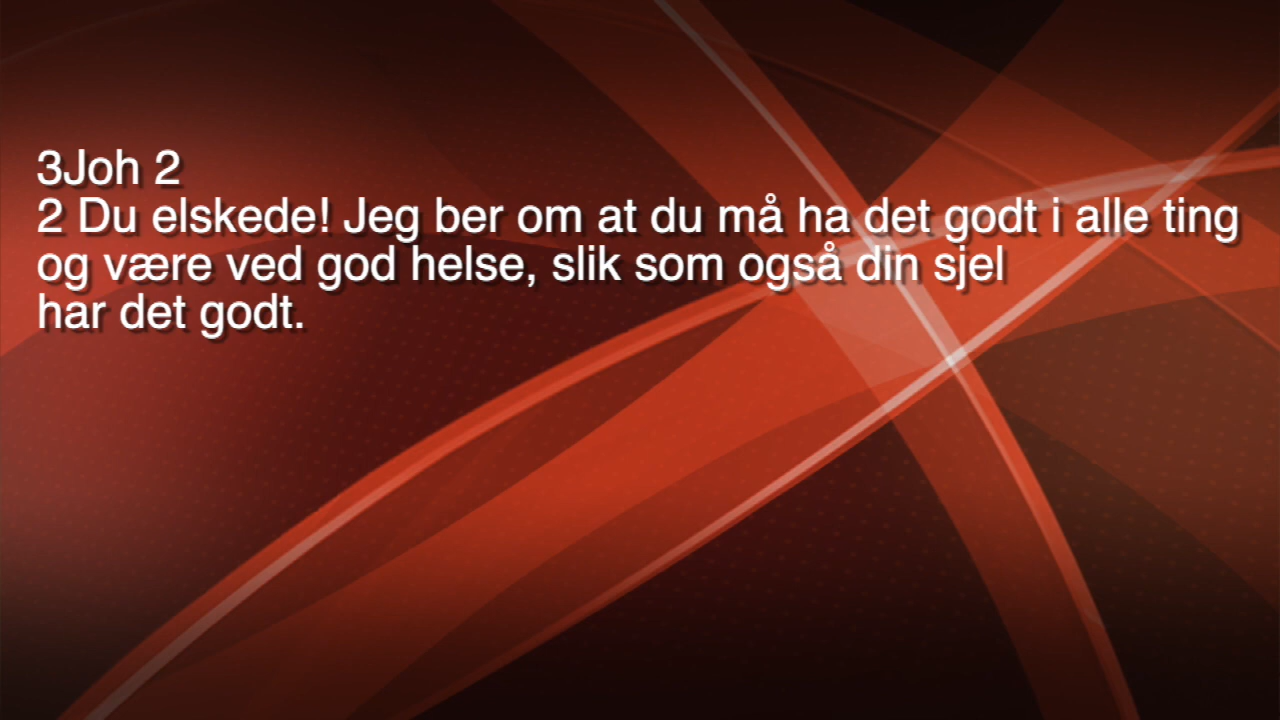 3Joh 2
2 Du elskede! Jeg ber om at du må ha det godt i alle ting
og være ved god helse, slik som også din sjel
har det godt.